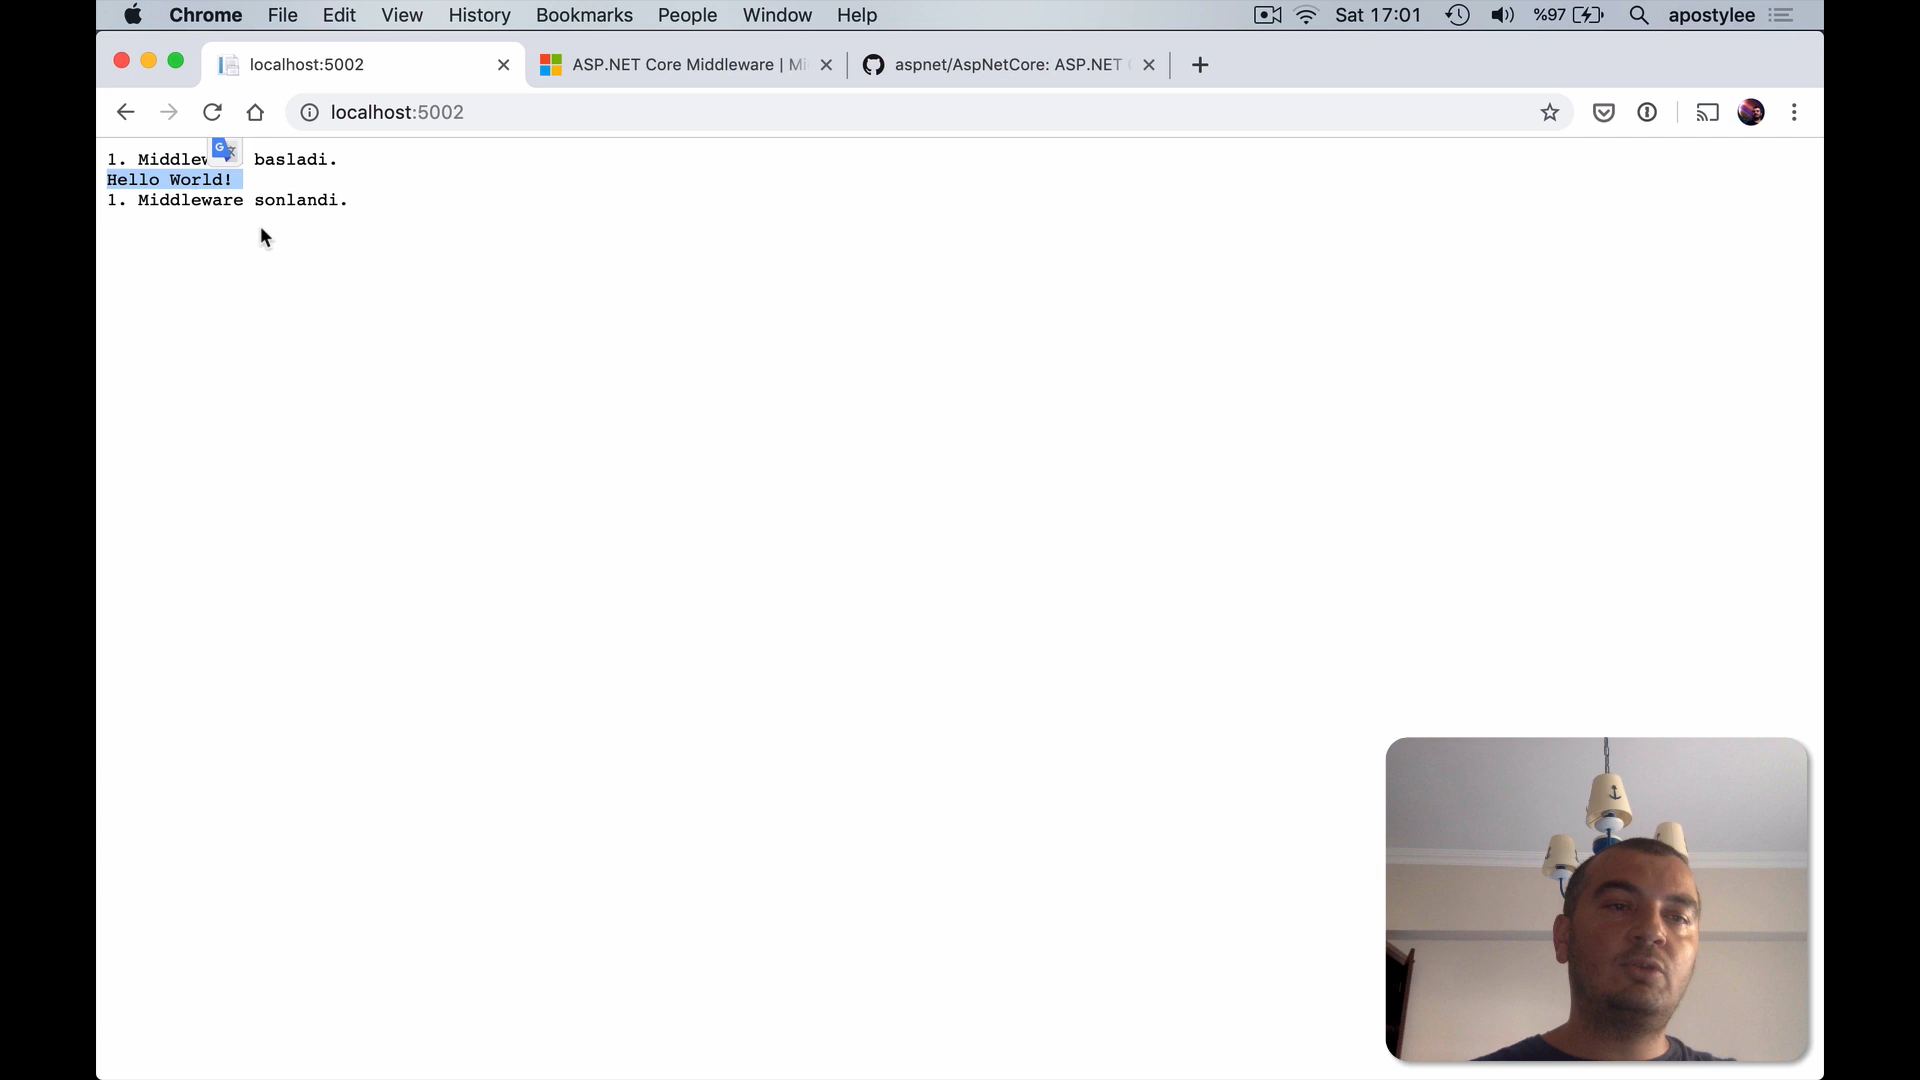 Chrome File Edit View History Bookmarks People Window Help Sat 17:01 %97 apostylee
localhost:5002 ASP.NET Core Middleware | Mi aspnet/AspNetCore: ASP.NET
localhost:5002
1. Middlew basladi.
Hello World!
1. Middleware sonlandi.